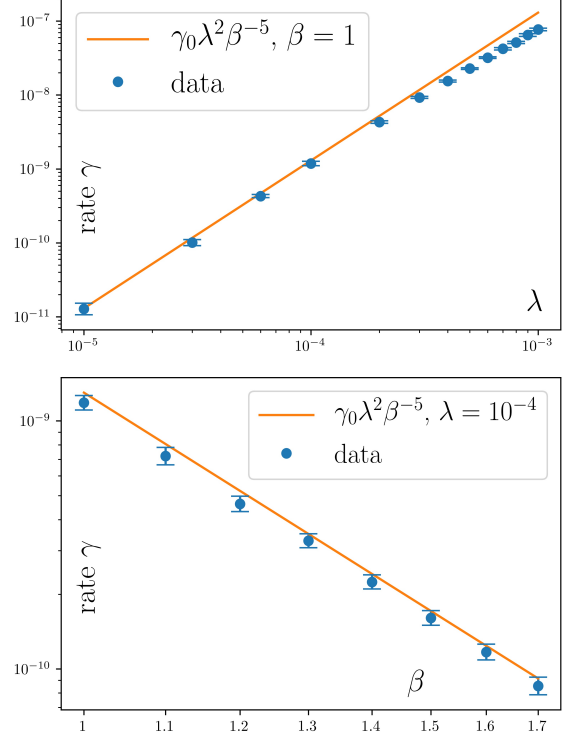 10⁻⁷
10⁻⁸
10⁻⁹
10⁻¹⁰
10⁻¹¹
rate γ
γ₀λ²β⁻⁵, β = 1
data
λ
10⁻⁵
10⁻⁴
10⁻³
10⁻⁹
10⁻¹⁰
rate γ
γ₀λ²β⁻⁵, λ = 10⁻⁴
data
β
1
1.1
1.2
1.3
1.4
1.5
1.6
1.7